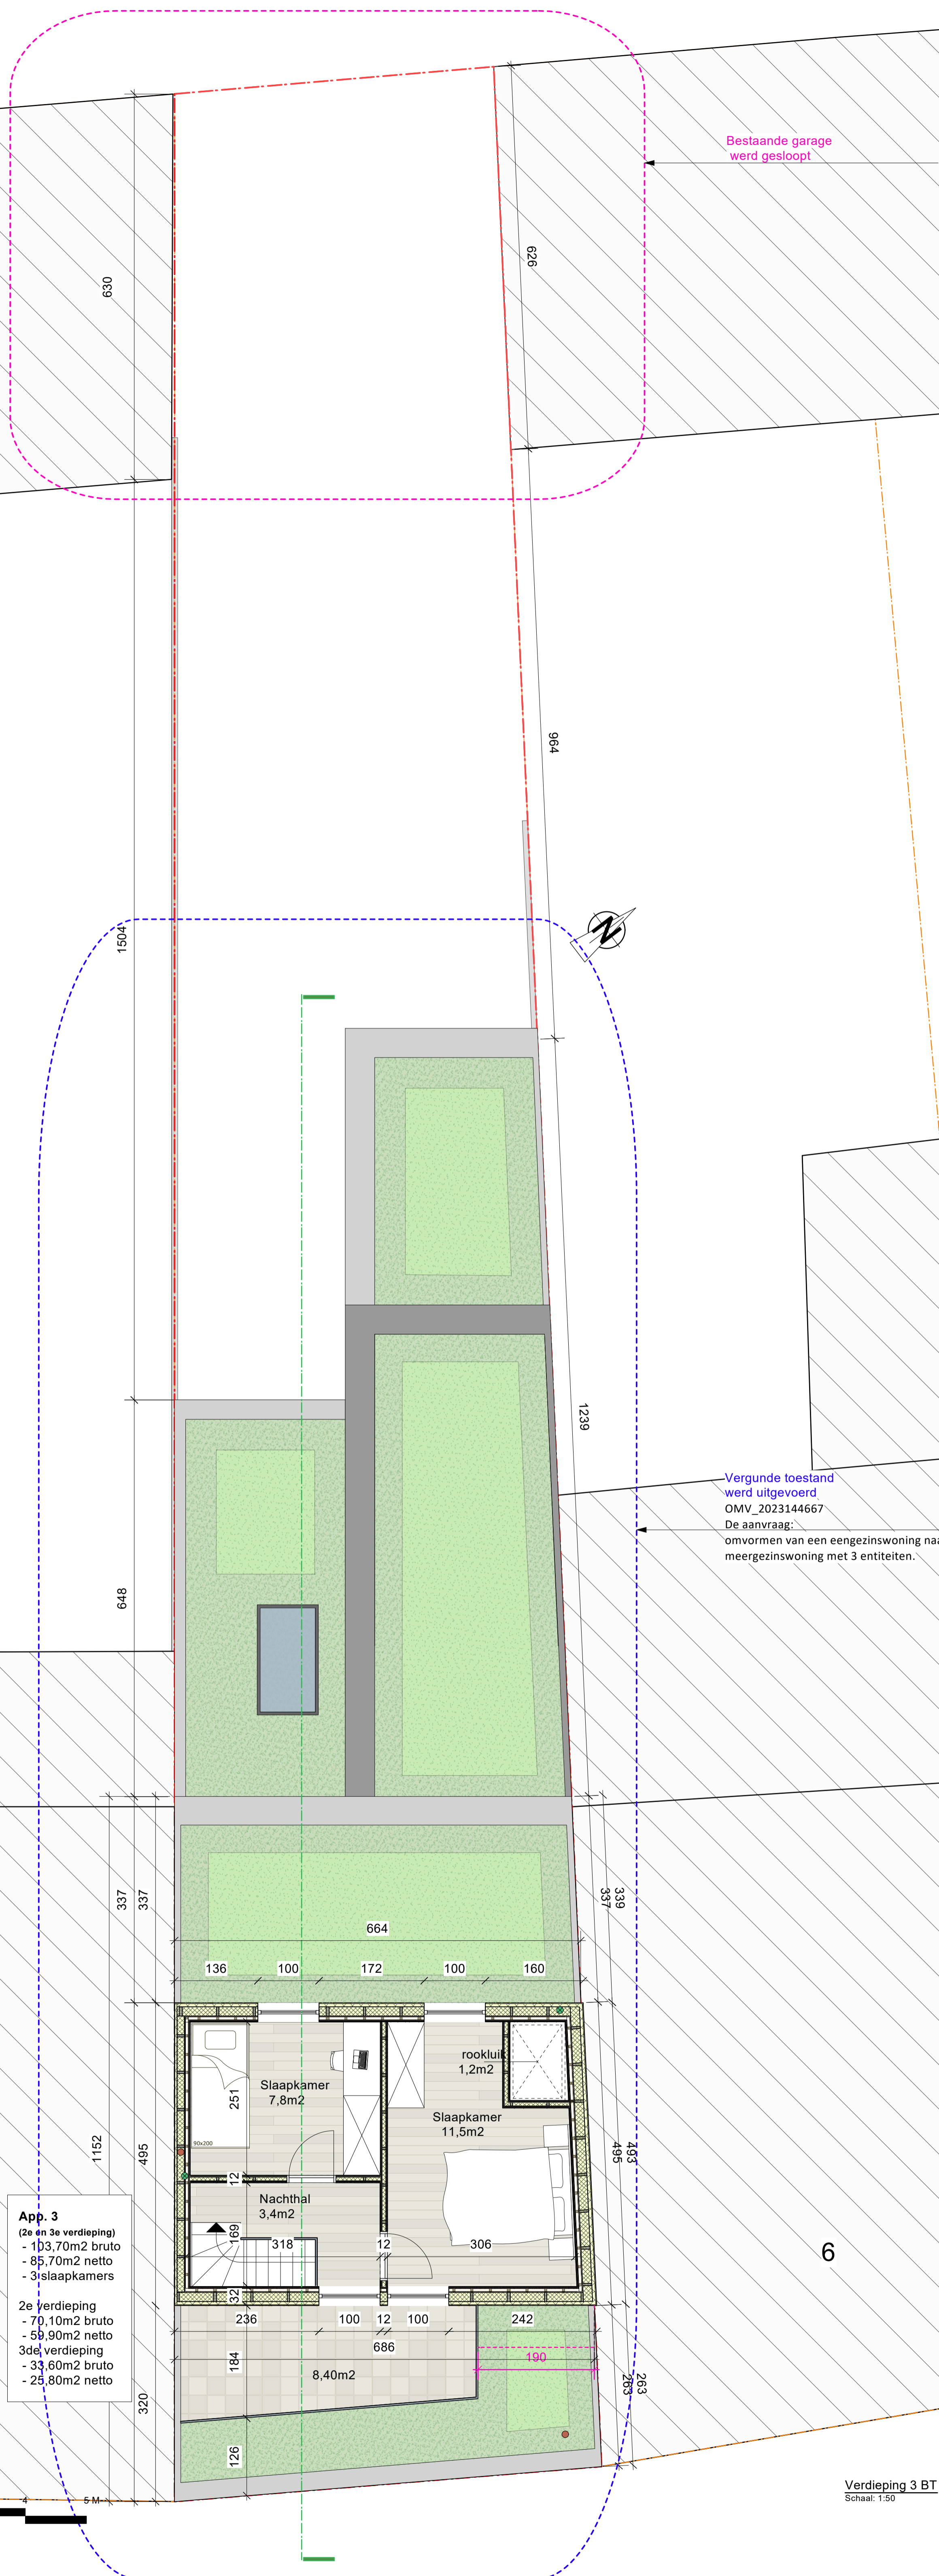 Bestaande garage
werd gesloopt
630
626
964
1504
N
1239
Vergunde toestand
werd uitgevoerd
OMV_2023144667
De aanvraag:
omvormen van een eengezinswoning naa
meergezinswoning met 3 entiteiten.
648
337
337
337
339
664
136
100
172
100
160
rookluik
1,2m2
Slaapkamer
7,8m2
251
Slaapkamer
11,5m2
90x200
1152
495
495
493
12
Nachthal
3,4m2
169
318
12
306
32
6
App. 3
(2e en 3e verdieping)
- 103,70m2 bruto
- 85,70m2 netto
- 3 slaapkamers
2e verdieping
- 70,10m2 bruto
- 59,90m2 netto
3de verdieping
- 33,60m2 bruto
- 25,80m2 netto
236
100
12
100
242
686
184
190
8,40m2
263
263
320
126
4
5 M
Verdieping 3 BT
Schaal: 1:50